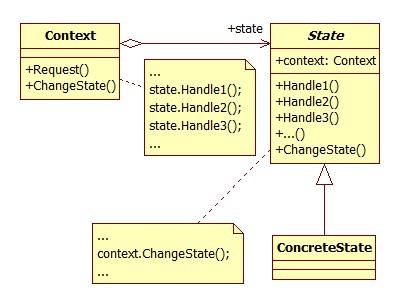 Context
+Request()
+ChangeState()
+state
State
+context: Context
+Handle1()
+Handle2()
+Handle3()
+...()
+ChangeState()
...
state.Handle1();
state.Handle2();
state.Handle3();
...
...
context.ChangeState();
...
ConcreteState